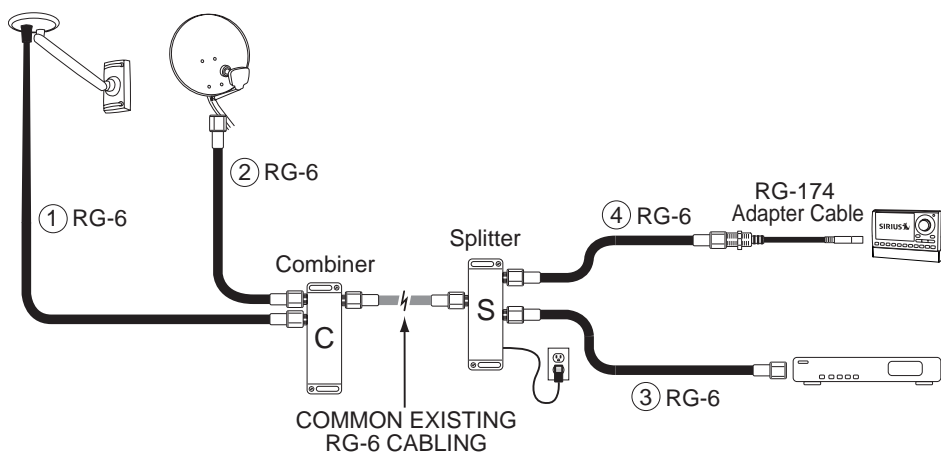 ② RG-6
① RG-6
Combiner
C
COMMON EXISTING
RG-6 CABLING
Splitter
S
④ RG-6
RG-174
Adapter Cable
SIRIUS
③ RG-6